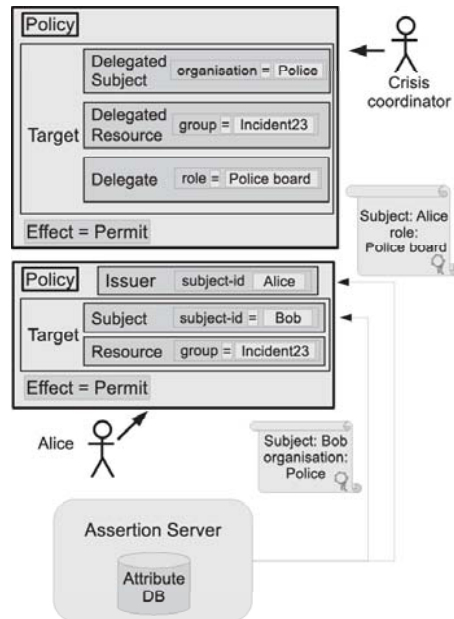 Policy
Delegated
Subject
organisation = Police
Target
Delegated
Resource
group = Incident23
Delegate
role = Police board
Effect = Permit
Crisis
coordinator
Subject: Alice
role:
Police board
Policy
Issuer
subject-id Alice
Target
Subject
subject-id = Bob
Resource
group = Incident23
Effect = Permit
Alice
Subject: Bob
organisation:
Police
Assertion Server
Attribute
DB